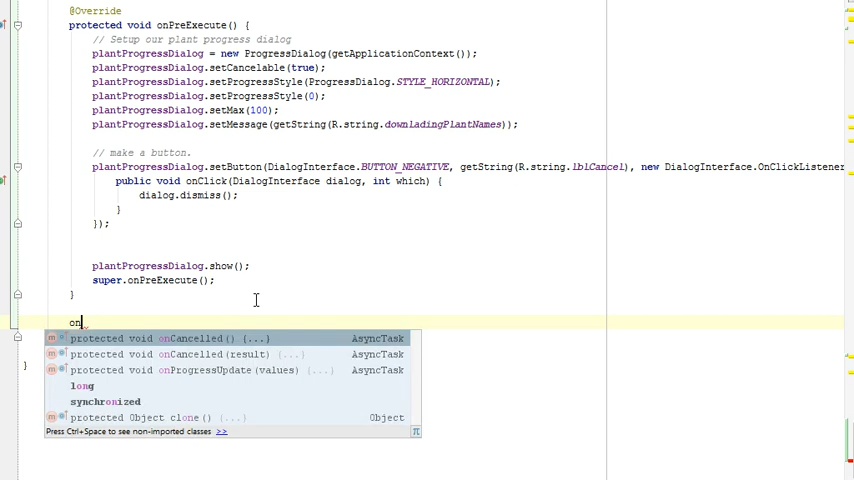 @Override
protected void onPreExecute() {
// Setup our plant progress dialog
plantProgressDialog = new ProgressDialog(getApplicationContext());
plantProgressDialog.setCancelable(true);
plantProgressDialog.setProgressStyle(ProgressDialog.STYLE_HORIZONTAL);
plantProgressDialog.setProgressStyle(0);
plantProgressDialog.setMax(100);
plantProgressDialog.setMessage(getString(R.string.downladingPlantNames));
// make a button.
plantProgressDialog.setButton(DialogInterface.BUTTON_NEGATIVE, getString(R.string.lblCancel), new DialogInterface.OnClickListener
public void onClick(DialogInterface dialog, int which) {
dialog.dismiss();
}
});
plantProgressDialog.show();
super.onPreExecute();
}
on
protected void onCancelled() {...} AsyncTask
protected void onCancelled(result) {...} AsyncTask
protected void onProgressUpdate(values) {...} AsyncTask
long
synchronized
protected Object clone() {...} Object
Press Ctrl+Space to see non-imported classes >> π
}